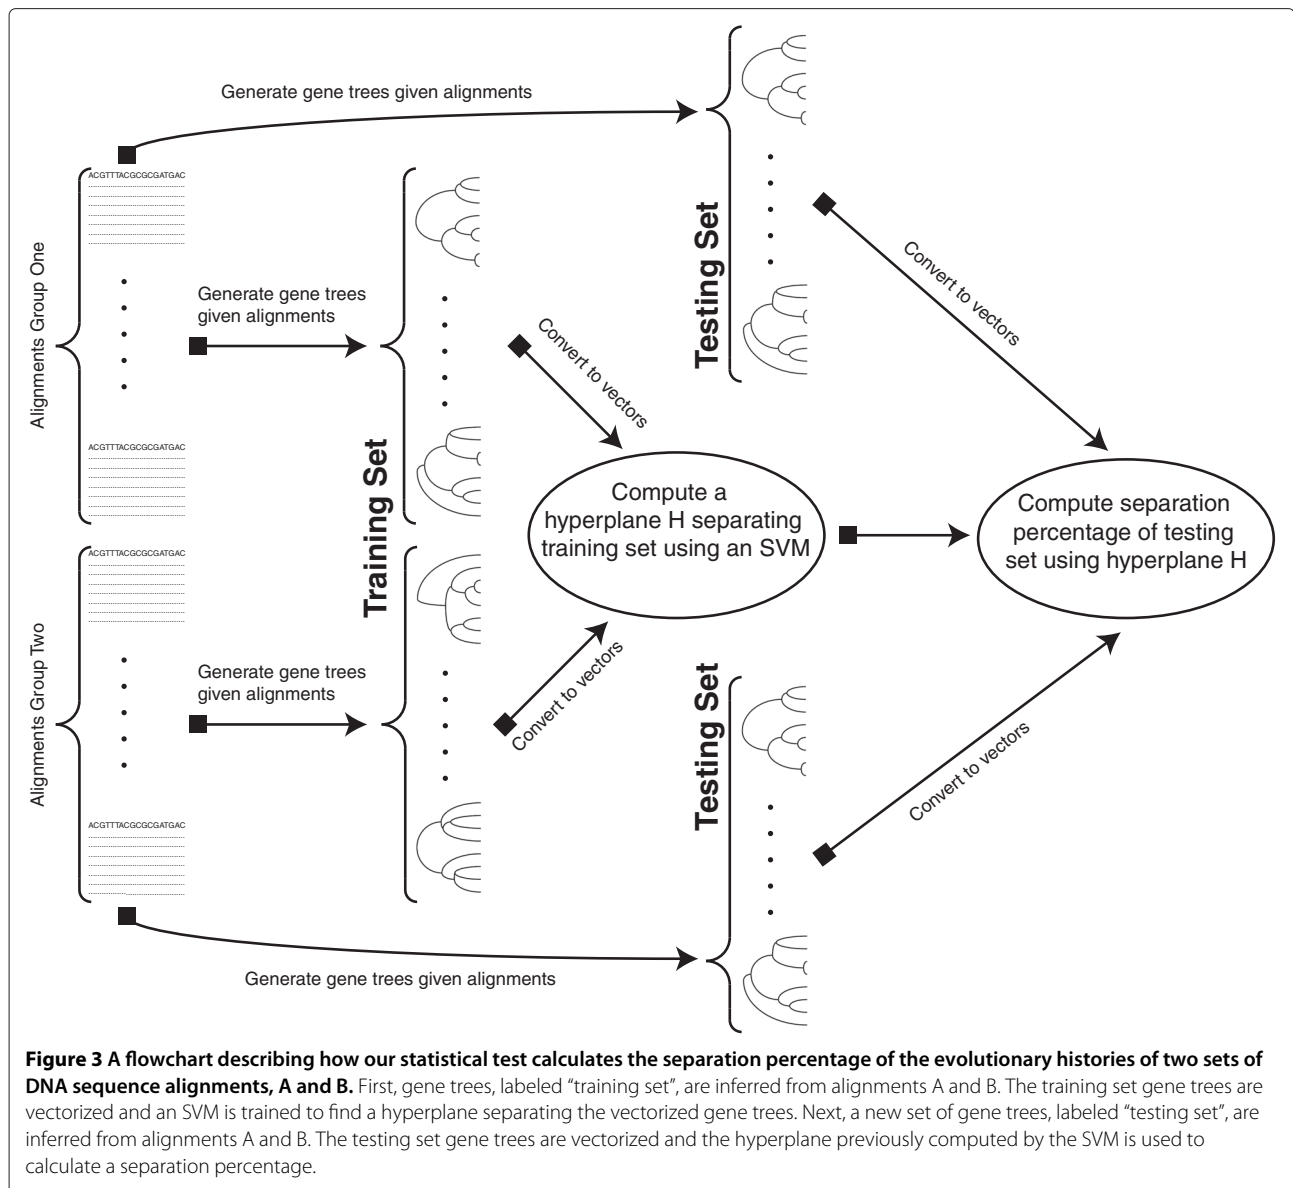 Generate gene trees given alignments
Testing Set
Convert to vectors
Alignments Group One
ACGTTTACGCGCGATGAC
Generate gene trees
given alignments
Convert to vectors
ACGTTTACGCGCGATGAC
Training Set
Compute a
hyperplane H separating
training set using an SVM
Compute separation
percentage of testing
set using hyperplane H
Alignments Group Two
ACGTTTACGCGCGATGAC
Generate gene trees
given alignments
Convert to vectors
ACGTTTACGCGCGATGAC
Testing Set
Convert to vectors
Generate gene trees given alignments
Figure 3 A flowchart describing how our statistical test calculates the separation percentage of the evolutionary histories of two sets of
DNA sequence alignments, A and B. First, gene trees, labeled “training set”, are inferred from alignments A and B. The training set gene trees are
vectorized and an SVM is trained to find a hyperplane separating the vectorized gene trees. Next, a new set of gene trees, labeled “testing set”, are
inferred from alignments A and B. The testing set gene trees are vectorized and the hyperplane previously computed by the SVM is used to
calculate a separation percentage.